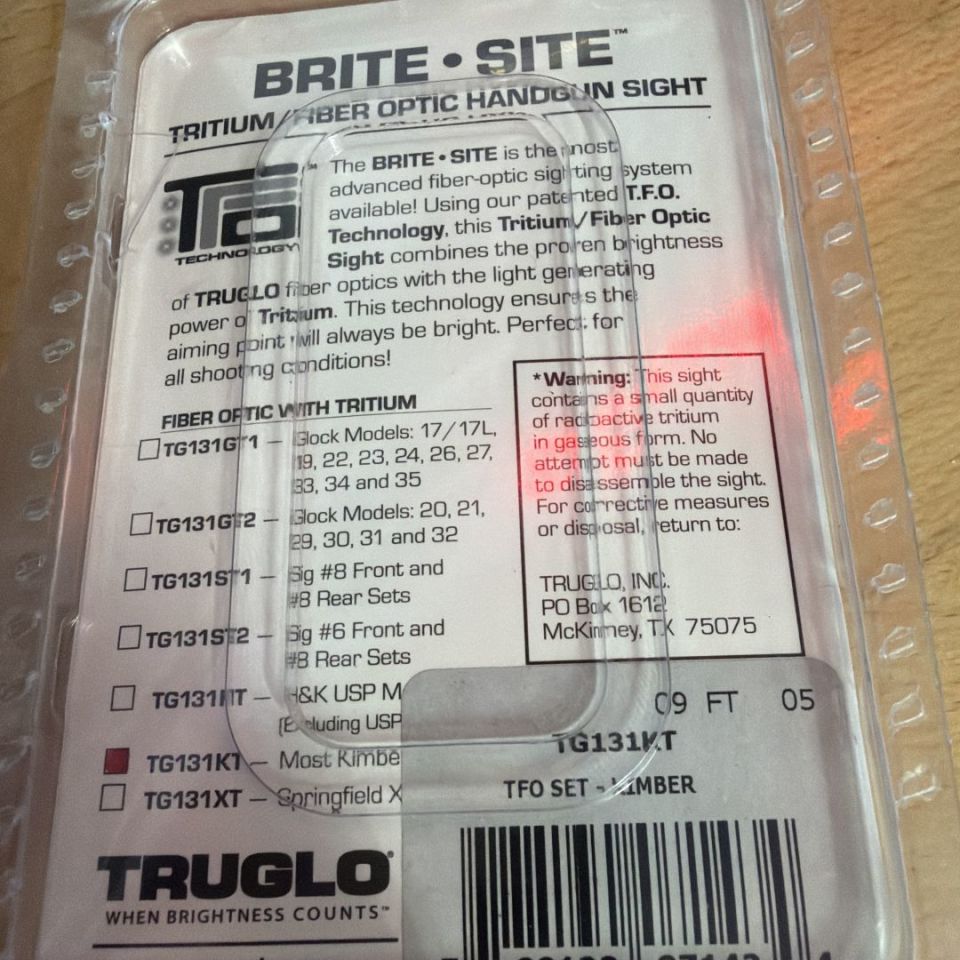 BRITE • SITE™
TRITIUM/FIBER OPTIC HANDGUN SIGHT
TFO™
TECHNOLOGY
The BRITE • SITE is the most
advanced fiber-optic sighting system
available! Using our patented T.F.O.
Technology, this Tritium/Fiber Optic
Sight combines the proven brightness
of TRUGLO fiber optics with the light generating
power of Tritium. This technology ensures the
aiming point will always be bright. Perfect for
all shooting conditions!
FIBER OPTIC WITH TRITIUM
TG131GT1 – Glock Models: 17/17L,
19, 22, 23, 24, 26, 27,
33, 34 and 35
TG131GT2 – Glock Models: 20, 21,
29, 30, 31 and 32
TG131ST1 – Sig #8 Front and
#8 Rear Sets
TG131ST2 – Sig #6 Front and
#8 Rear Sets
TG131HT – H&K USP M
(Excluding USP
TG131KT – Most Kimbe
TG131XT – Springfield X
*Warning: This sight
contains a small quantity
of radioactive tritium
in gaseous form. No
attempt must be made
to disassemble the sight.
For corrective measures
or disposal, return to:
TRUGLO, INC.
PO Box 1612
McKinney, TX 75075
09 FT 05
TG131KT
TFO SET - KIMBER
TRUGLO®
WHEN BRIGHTNESS COUNTS™